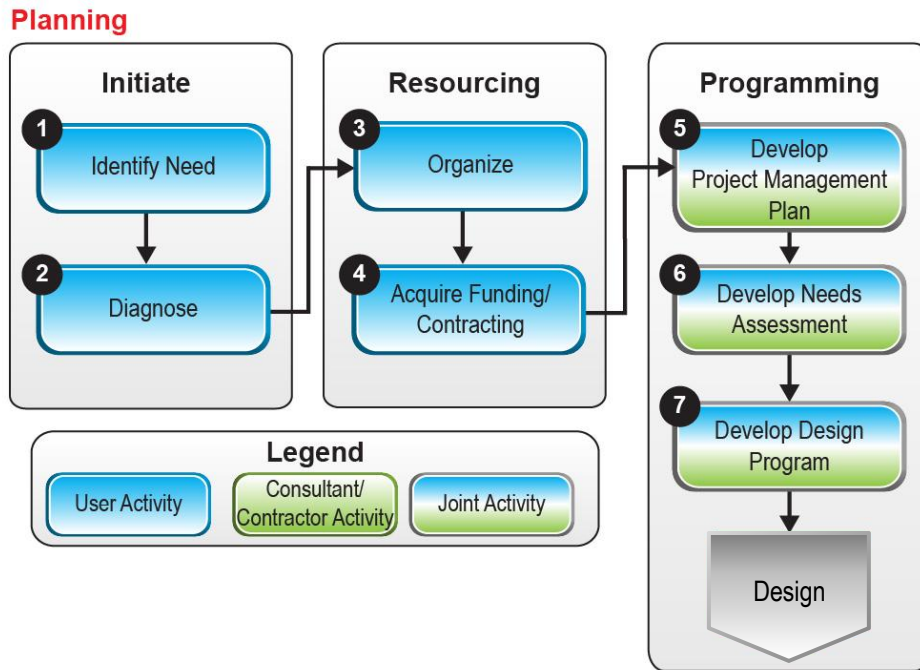 Planning
Initiate
1
Identify Need
2
Diagnose
Resourcing
3
Organize
4
Acquire Funding/
Contracting
Programming
5
Develop
Project Management
Plan
6
Develop Needs
Assessment
7
Develop Design
Program
Design
Legend
User Activity
Consultant/
Contractor Activity
Joint Activity